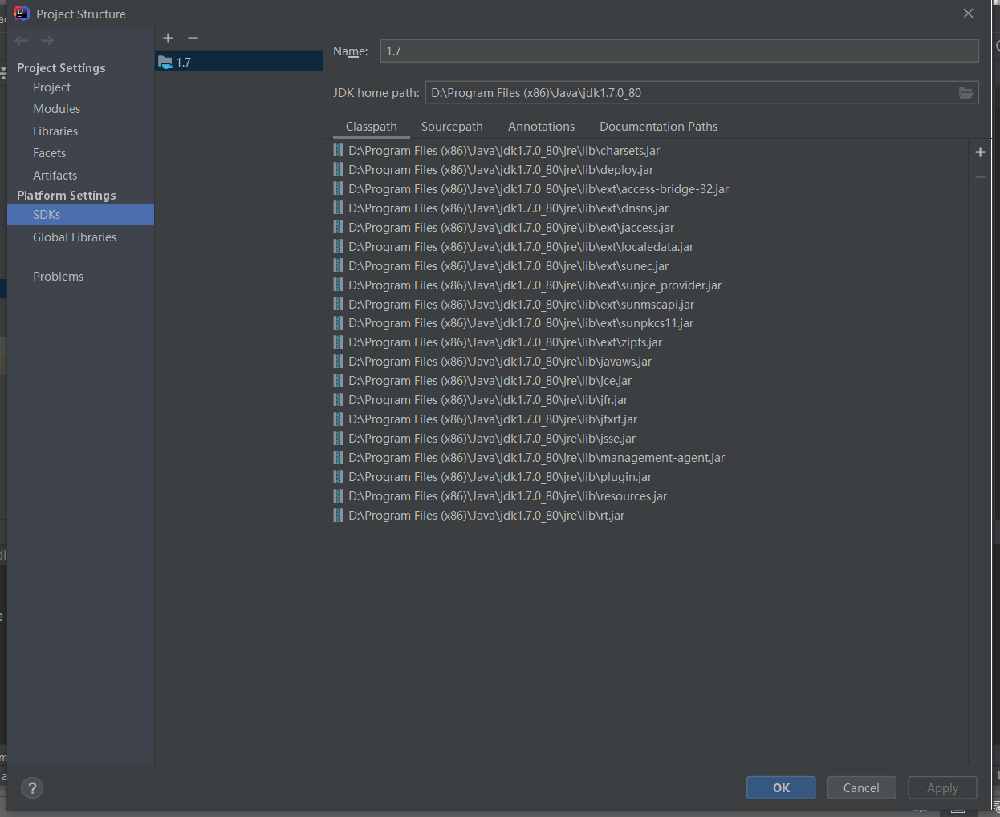 Project Structure
Project Settings
Project
Modules
Libraries
Facets
Artifacts
Platform Settings
SDKs
Global Libraries
Problems
1.7
Name: 1.7
JDK home path: D:\Program Files (x86)\Java\jdk1.7.0_80
Classpath Sourcepath Annotations Documentation Paths
D:\Program Files (x86)\Java\jdk1.7.0_80\jre\lib\charsets.jar
D:\Program Files (x86)\Java\jdk1.7.0_80\jre\lib\deploy.jar
D:\Program Files (x86)\Java\jdk1.7.0_80\jre\lib\ext\access-bridge-32.jar
D:\Program Files (x86)\Java\jdk1.7.0_80\jre\lib\ext\dnsns.jar
D:\Program Files (x86)\Java\jdk1.7.0_80\jre\lib\ext\jaccess.jar
D:\Program Files (x86)\Java\jdk1.7.0_80\jre\lib\ext\localedata.jar
D:\Program Files (x86)\Java\jdk1.7.0_80\jre\lib\ext\sunec.jar
D:\Program Files (x86)\Java\jdk1.7.0_80\jre\lib\ext\sunjce_provider.jar
D:\Program Files (x86)\Java\jdk1.7.0_80\jre\lib\ext\sunmscapi.jar
D:\Program Files (x86)\Java\jdk1.7.0_80\jre\lib\ext\sunpkcs11.jar
D:\Program Files (x86)\Java\jdk1.7.0_80\jre\lib\ext\zipfs.jar
D:\Program Files (x86)\Java\jdk1.7.0_80\jre\lib\javaws.jar
D:\Program Files (x86)\Java\jdk1.7.0_80\jre\lib\jce.jar
D:\Program Files (x86)\Java\jdk1.7.0_80\jre\lib\jfr.jar
D:\Program Files (x86)\Java\jdk1.7.0_80\jre\lib\jfxrt.jar
D:\Program Files (x86)\Java\jdk1.7.0_80\jre\lib\jsse.jar
D:\Program Files (x86)\Java\jdk1.7.0_80\jre\lib\management-agent.jar
D:\Program Files (x86)\Java\jdk1.7.0_80\jre\lib\plugin.jar
D:\Program Files (x86)\Java\jdk1.7.0_80\jre\lib\resources.jar
D:\Program Files (x86)\Java\jdk1.7.0_80\jre\lib\rt.jar
? OK Cancel Apply